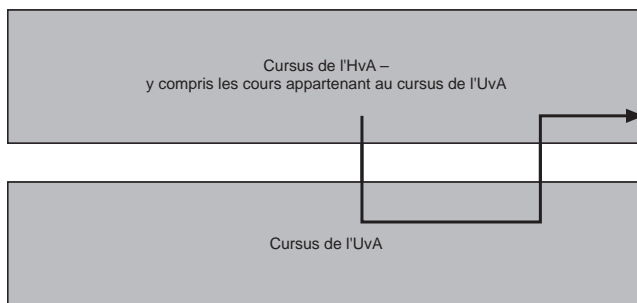 Cursus de l'HvA –
y compris les cours appartenant au cursus de l'UvA
Cursus de l'UvA